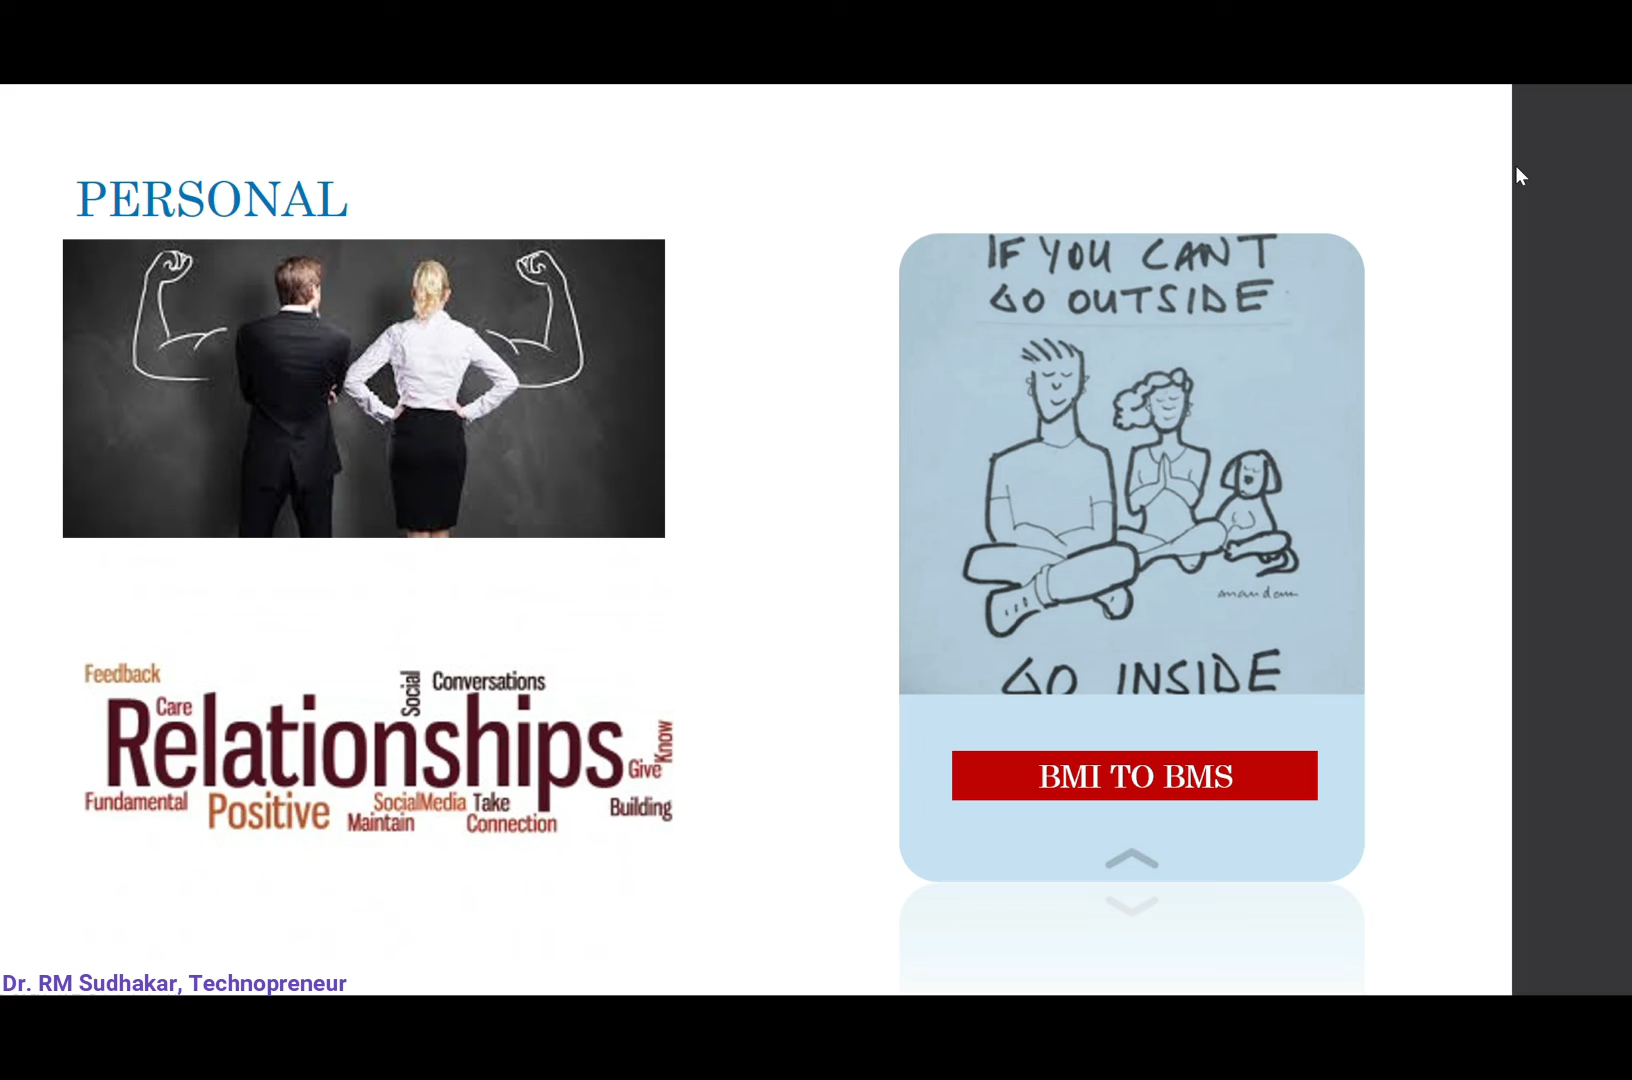 PERSONAL
IF YOU CAN'T
GO OUTSIDE
anandam
GO INSIDE
BMI TO BMS
Feedback
Care
Social
Conversations
Relationships
Know
Give
Fundamental
Positive
SocialMedia
Take
Maintain
Connection
Building
Dr. RM Sudhakar, Technopreneur